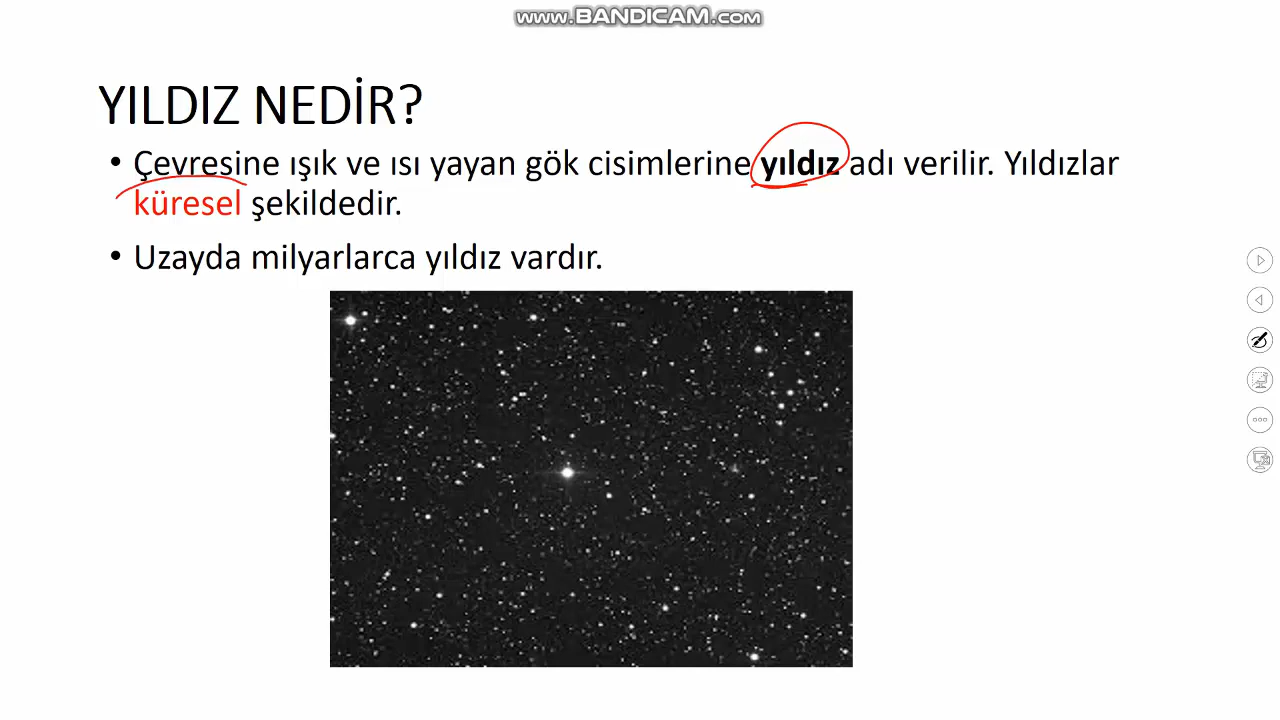 www.BANDICAM.com
YILDIZ NEDİR?
• Çevresine ışık ve ısı yayan gök cisimlerine yıldız adı verilir. Yıldızlar
küresel şekildedir.
• Uzayda milyarlarca yıldız vardır.